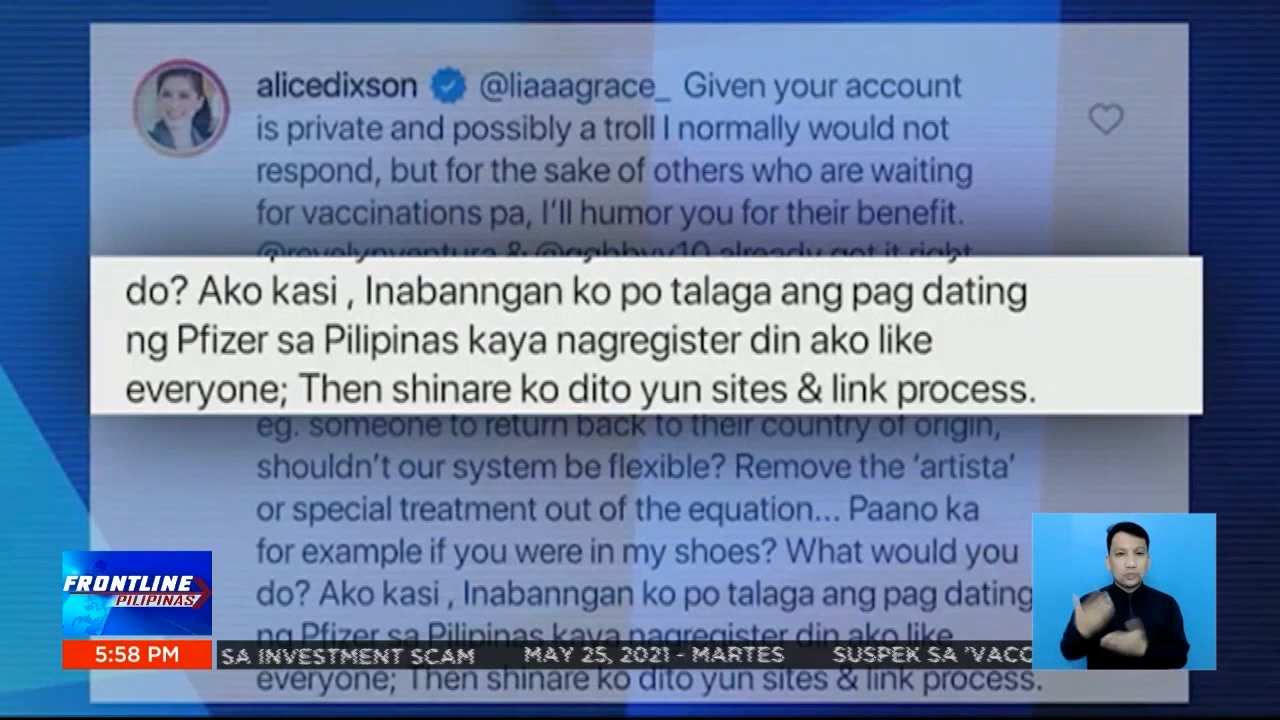 alicedixson @liaaagrace_ Given your account
is private and possibly a troll I normally would not
respond, but for the sake of others who are waiting
for vaccinations pa, I'll humor you for their benefit.
already got it right
do? Ako kasi , Inabanngan ko po talaga ang pag dating
ng Pfizer sa Pilipinas kaya nagregister din ako like
everyone; Then shinare ko dito yun sites & link process.
eg. someone to return back to their country of origin,
shouldn't our system be flexible? Remove the 'artista'
or special treatment out of the equation... Paano ka
for example if you were in my shoes? What would you
do? Ako kasi , Inabanngan ko po talaga ang pag dating
ng Pfizer sa Pilipinas kaya nagregister din ako like
everyone; Then shinare ko dito yun sites & link process.
FRONTLINE
PILIPINAS
5:58 PM
SA INVESTMENT SCAM MAY 25, 2021 - MARTES SUSPEK SA 'VACC